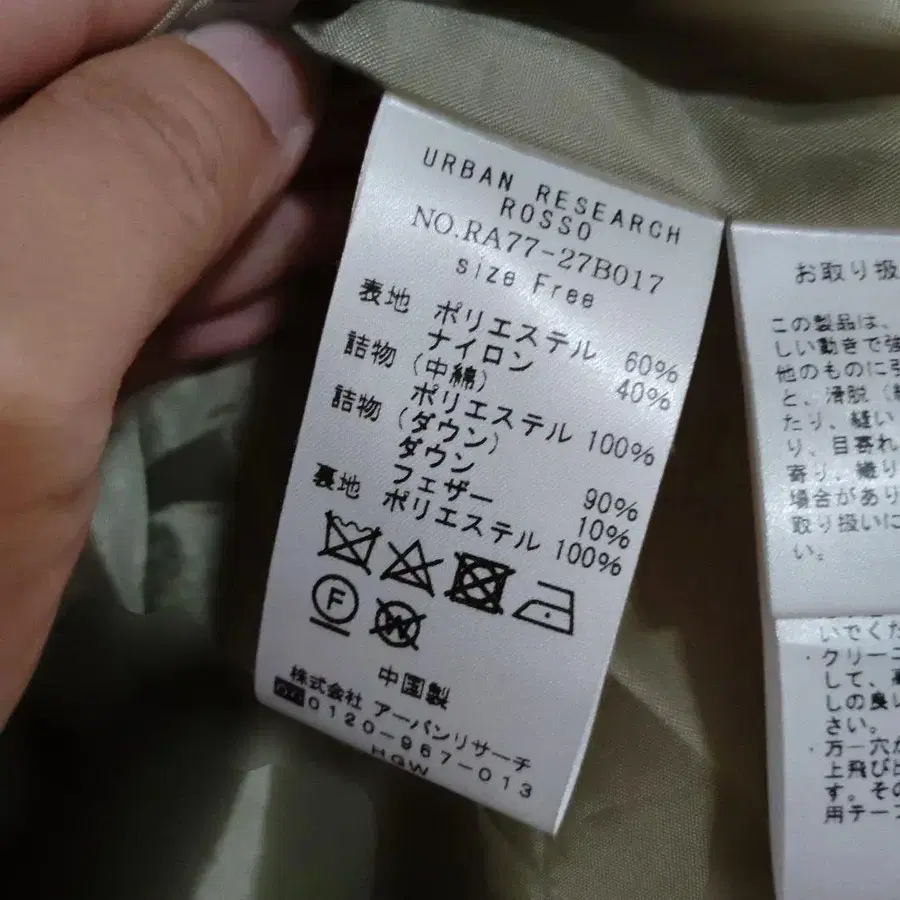 URBAN RESEARCH
ROSSO
NO.RA77-27B017
Size Free
表地 ポリエステル 60%
ナイロン 40%
詰物 (中綿)
ポリエステル 100%
詰物 (ダウン)
ダウン 90%
フェザー 10%
裏地 ポリエステル 100%
F
W
中国製
株式会社 アーバンリサーチ
0120-967-013
HGW
お取り扱
この製品は、
しい動きで強
他のものに引
と、滑脱（縫
たり、縫い
り、目寄れ
寄り、織り
場合があり
取り扱いに
い。
いでくだ
・クリーニ
して、
しの良い
さい。
・万一穴が
上飛び出
す。その
用テープ